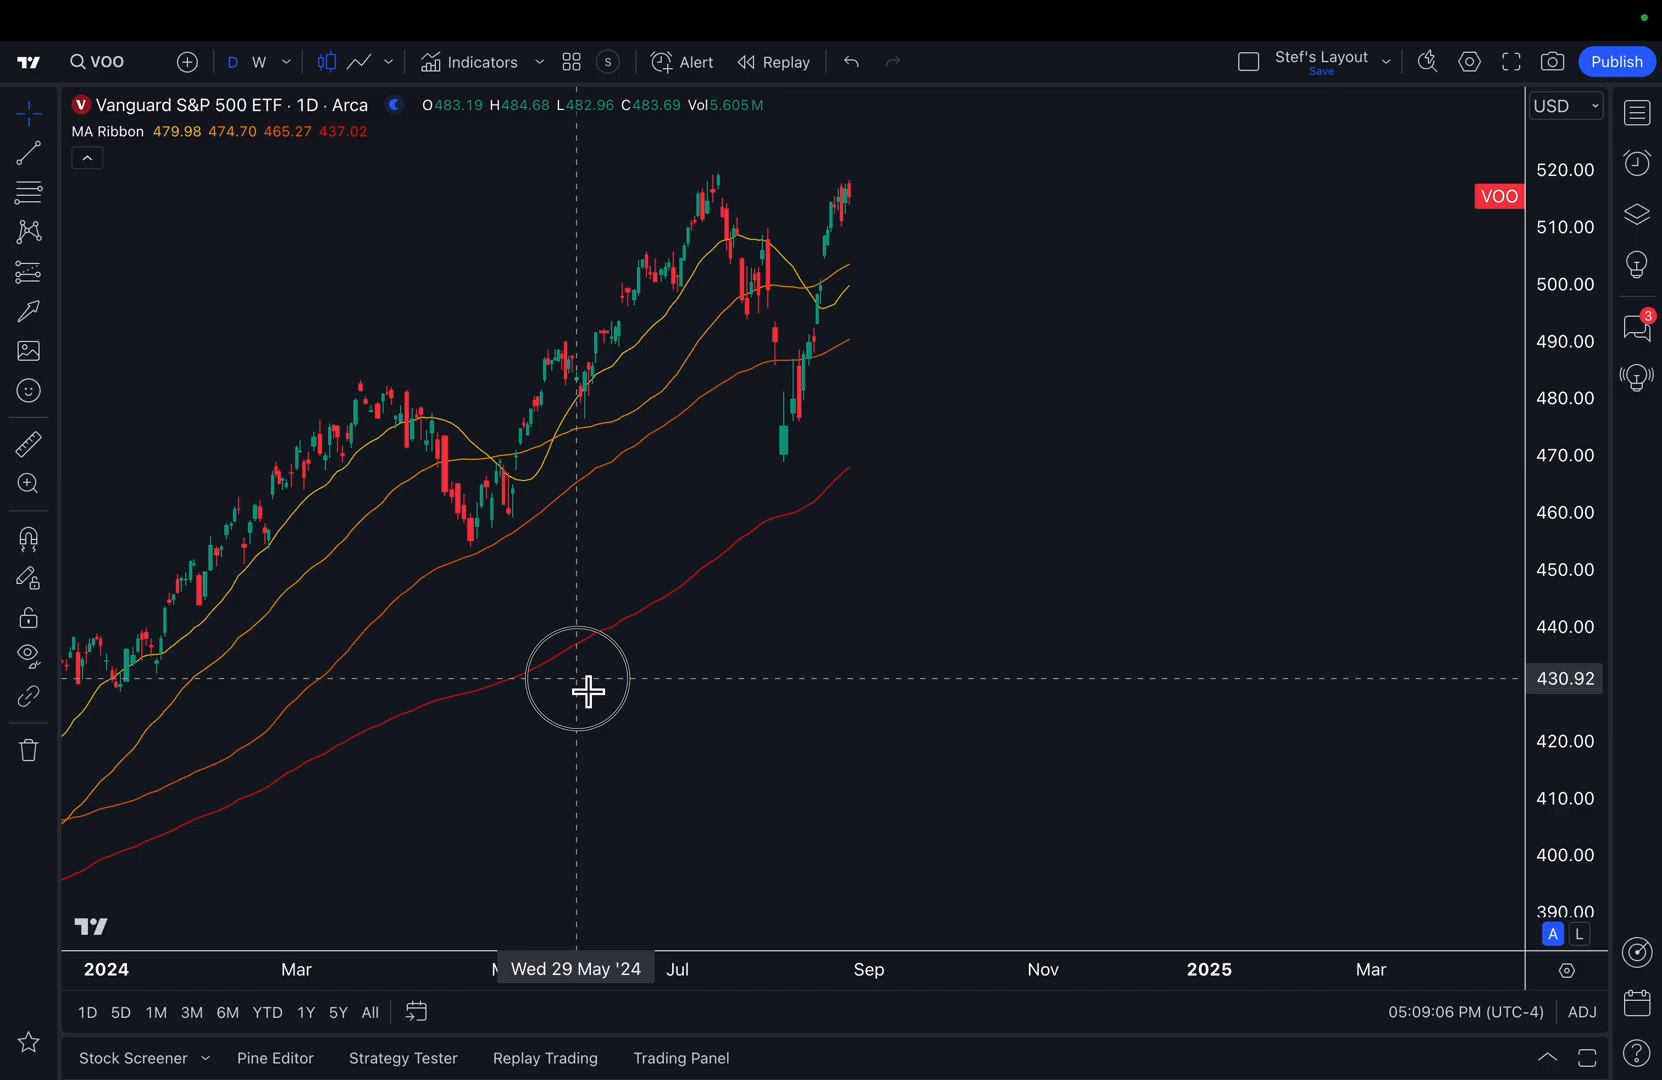 VOO
D W
Indicators
S
Alert
Replay
Stef's Layout
Save
Publish
V Vanguard S&P 500 ETF · 1D · Arca
O483.19 H484.68 L482.96 C483.69 Vol5.605M
USD
MA Ribbon 479.98 474.70 465.27 437.02
520.00
VOO
510.00
500.00
490.00
480.00
470.00
460.00
450.00
440.00
430.92
420.00
410.00
400.00
390.00
A L
3
2024 Mar Wed 29 May '24 Jul Sep Nov 2025 Mar
1D 5D 1M 3M 6M YTD 1Y 5Y All
05:09:06 PM (UTC-4) ADJ
Stock Screener Pine Editor Strategy Tester Replay Trading Trading Panel